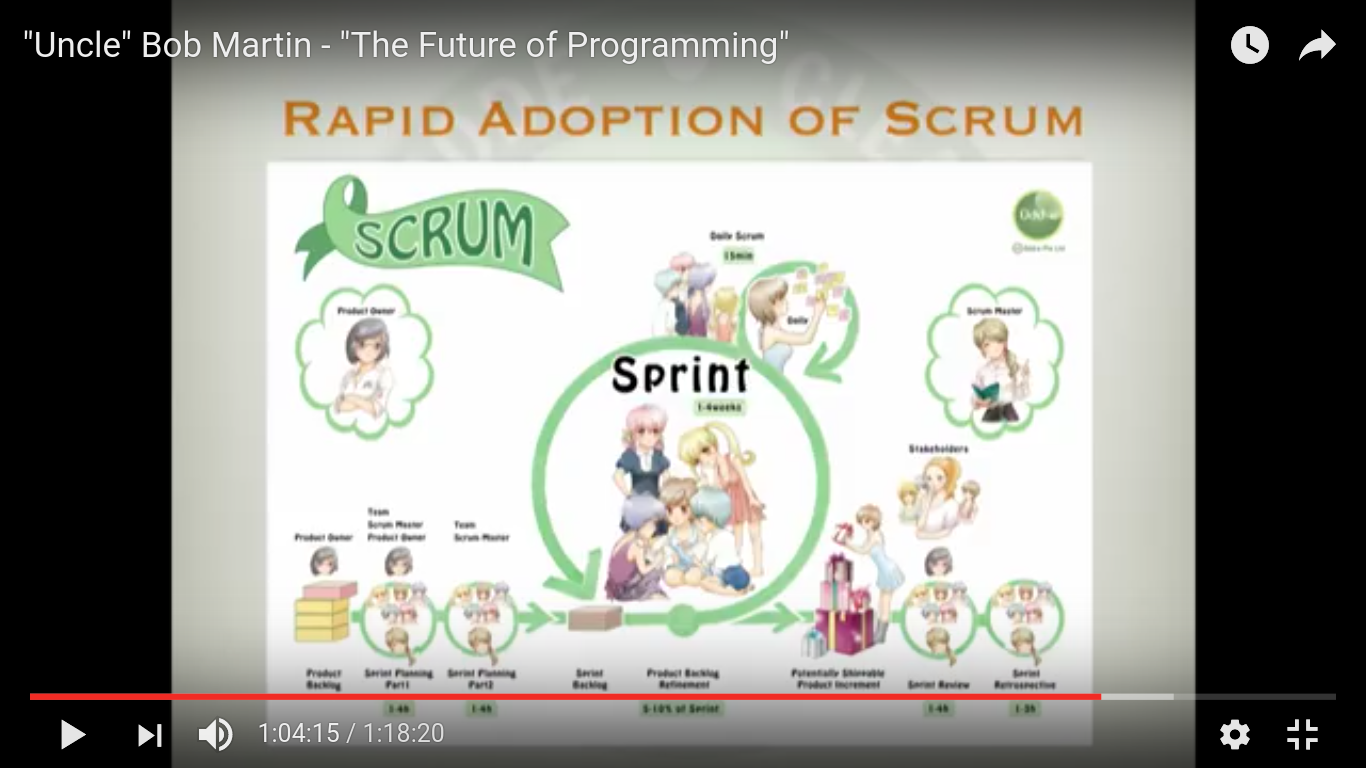 "Uncle" Bob Martin - "The Future of Programming"
RAPID ADOPTION OF SCRUM
SCRUM
Odd-e
Daily Scrum
15min
Daily
Product Owner
Scrum Master
Sprint
1-4weeks
Stakeholders
Product Owner
Team
Scrum Master
Product Owner
Team
Scrum Master
Product
Backlog
Sprint Planning
Part1
1-4h
Sprint Planning
Part2
1-4h
Sprint
Backlog
Product Backlog
Refinement
5-10% of Sprint
Potentially Shippable
Product Increment
Sprint Review
1-4h
Sprint
Retrospective
1-3h
1:04:15 / 1:18:20